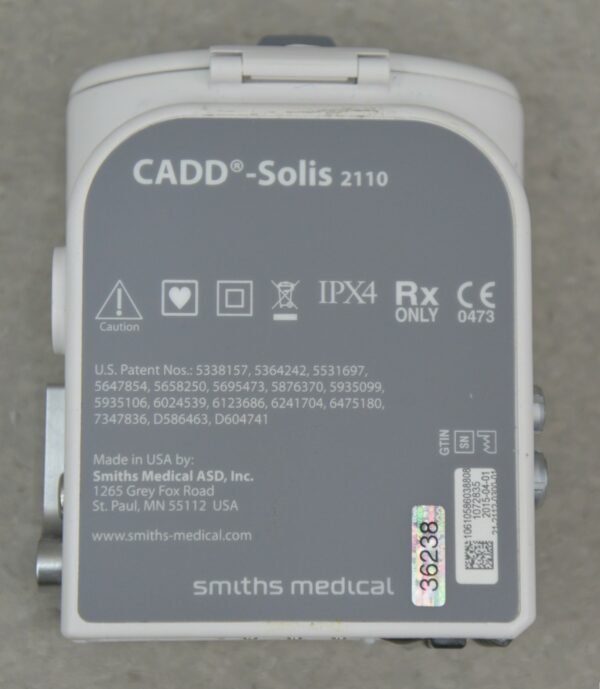 CADD®-Solis 2110
Caution
IPX4
Rx ONLY
CE 0473
U.S. Patent Nos.: 5338157, 5364242, 5531697,
5647854, 5658250, 5695473, 5876370, 5935099,
5935106, 6024539, 6123686, 6241704, 6475180,
7347836, D586463, D604741
Made in USA by:
Smiths Medical ASD, Inc.
1265 Grey Fox Road
St. Paul, MN 55112 USA
www.smiths-medical.com
smiths medical
36238
GTIN
SN
10610586038808
1072835
2015-04-01